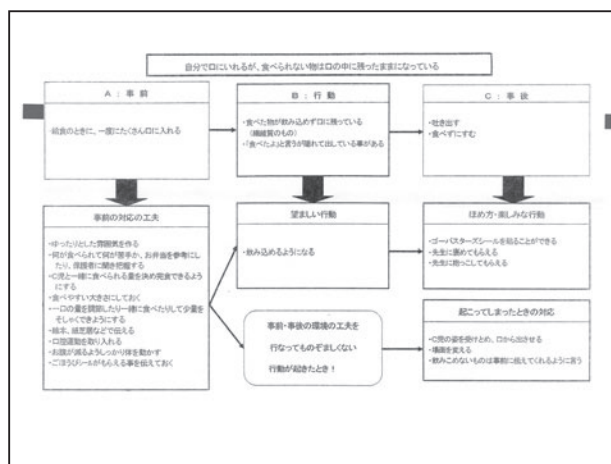 自分で口にいれるが、食べられない物は口の中に残ったままになっている
A：事前
・給食のときに、一度にたくさん口に入れる
B：行動
・食べた物が飲み込めず口に残っている
（繊維質のもの）
・「食べたよ」と言うが隠れて出している事がある
C：事後
・吐き出す
・食べずにすむ
事前の対応の工夫
・ゆったりとした雰囲気を作る
・何が食べられて何が苦手か、お弁当を参考にし
たり、保護者に聞き把握する
・C児と一緒に食べられる量を決め完食できるよう
にする
・食べやすい大きさにしておく
・一口の量を調節したり一緒に食べたりして少量を
そしゃくできようにする
・絵本、紙芝居などで伝える
・口腔運動を取り入れる
・お腹が減るようしっかり体を動かす
・ごほうびシールがもらえる事を伝えておく
望ましい行動
・飲み込めるようになる
ほめ方・楽しみな行動
・ゴーバスターズシールを貼ることができる
・先生に褒めてもらえる
・先生に抱っこしてもらえる
事前・事後の環境の工夫を
行なってものぞましくない
行動が起きたとき！
起こってしまったときの対応
・C児の姿を受けとめ、口から出させる
・場面を変える
・飲みこめないものは事前に伝えてくれるように言う